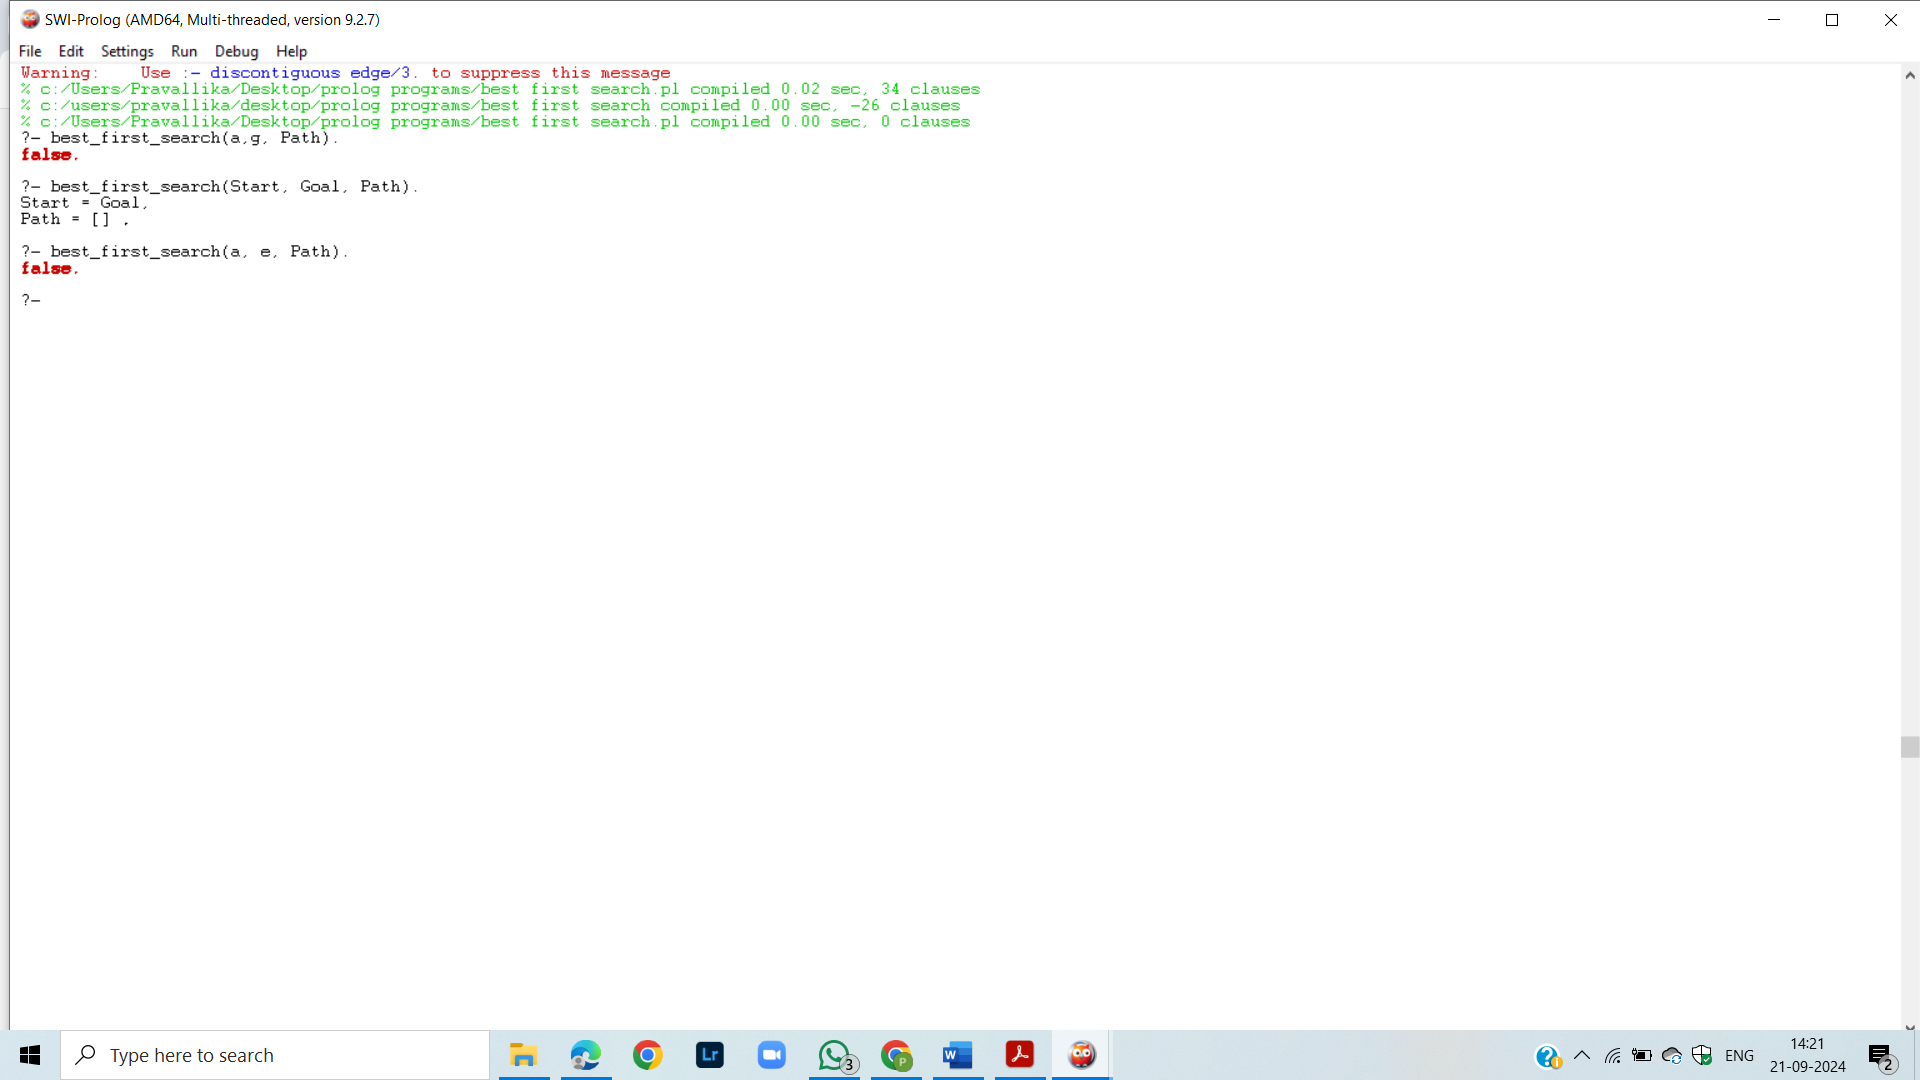 SWI-Prolog (AMD64, Multi-threaded, version 9.2.7)
File Edit Settings Run Debug Help
Warning:    Use :- discontiguous edge/3. to suppress this message
% c:/Users/Pravallika/Desktop/prolog programs/best first search.pl compiled 0.02 sec, 34 clauses
% c:/users/pravallika/desktop/prolog programs/best first search compiled 0.00 sec, -26 clauses
% c:/Users/Pravallika/Desktop/prolog programs/best first search.pl compiled 0.00 sec, 0 clauses
?- best_first_search(a,g, Path).
false.
?- best_first_search(Start, Goal, Path).
Start = Goal,
Path = [] .
?- best_first_search(a, e, Path).
false.
?-
Type here to search
Lr
3
P
W
ENG
14:21
21-09-2024
2